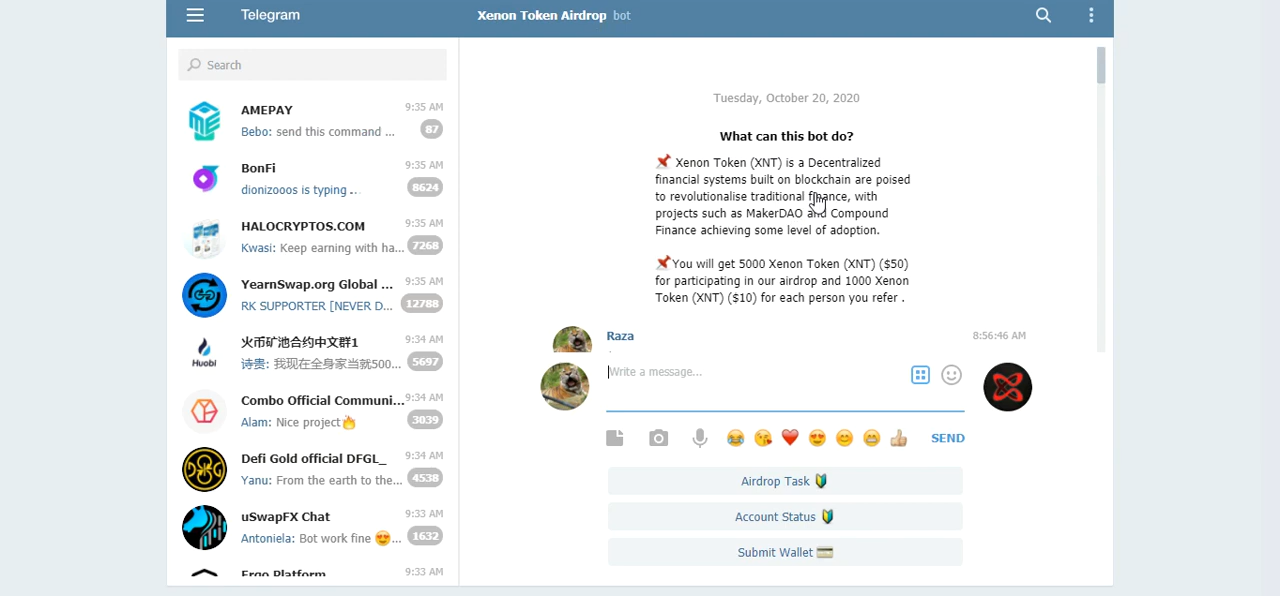 Telegram
Xenon Token Airdrop bot
Search
AMEPAY 9:35 AM
Bebo: send this command ... 87
BonFi 9:35 AM
dionizooos is typing ... 8624
HALOCRYPTOS.COM 9:35 AM
Kwasi: Keep earning with ha... 7268
YearnSwap.org Global ... 9:35 AM
RK SUPPORTER [NEVER D... 12788
火币矿池合约中文群1 9:34 AM
Huobi
诗贵: 我现在全身家当就500... 5697
Combo Official Communi... 9:34 AM
Alam: Nice project🔥 3039
Defi Gold official DFGL_ 9:34 AM
Yanu: From the earth to the... 4538
uSwapFX Chat 9:33 AM
Antoniela: Bot work fine 😍... 1632
Ergo Platform 9:33 AM
Tuesday, October 20, 2020
What can this bot do?
📌 Xenon Token (XNT) is a Decentralized
financial systems built on blockchain are poised
to revolutionalise traditional finance, with
projects such as MakerDAO and Compound
Finance achieving some level of adoption.
📌You will get 5000 Xenon Token (XNT) ($50)
for participating in our airdrop and 1000 Xenon
Token (XNT) ($10) for each person you refer .
Raza 8:56:46 AM
Write a message...
SEND
Airdrop Task 🔰
Account Status 🔰
Submit Wallet 💳